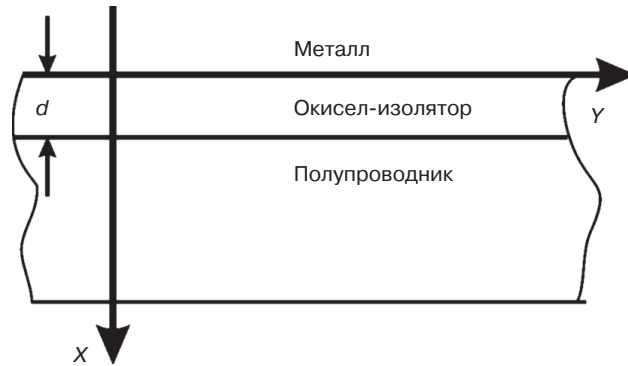 Металл
d
Окисел-изолятор
Y
Полупроводник
X